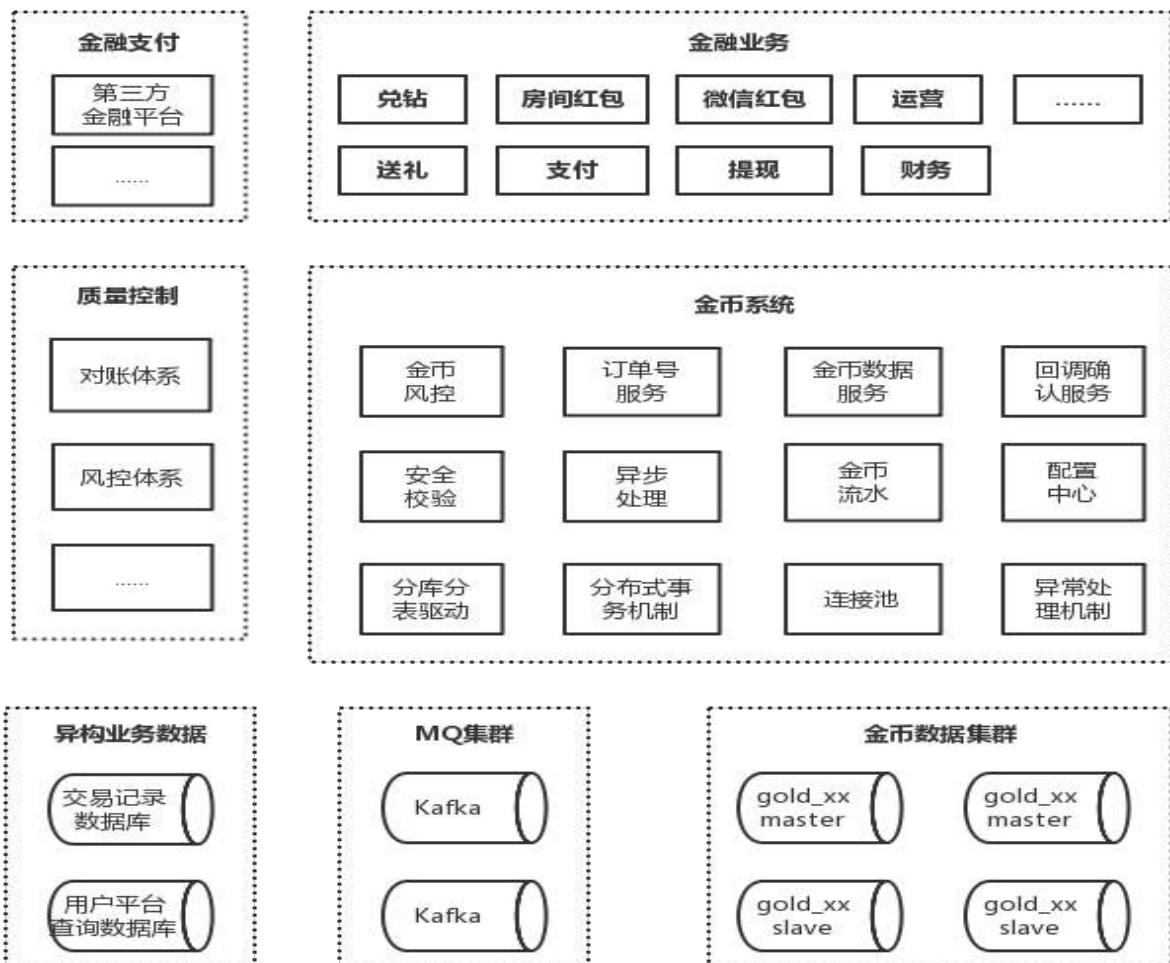 金融支付
第三方
金融平台
......
金融业务
兑钻
房间红包
微信红包
运营
......
送礼
支付
提现
财务
质量控制
对账体系
风控体系
......
金币系统
金币
风控
订单号
服务
金币数据
服务
回调确
认服务
安全
校验
异步
处理
金币
流水
配置
中心
分库分
表驱动
分布式事
务机制
连接池
异常处
理机制
异构业务数据
交易记录
数据库
用户平台
查询数据库
MQ集群
Kafka
Kafka
金币数据集群
gold_xx
master
gold_xx
master
gold_xx
slave
gold_xx
slave